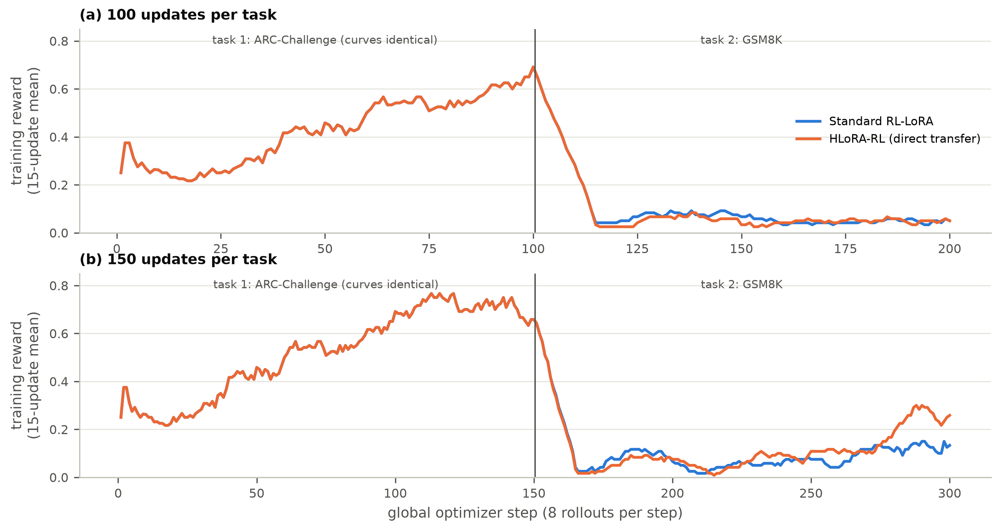 (a) 100 updates per task
task 1: ARC-Challenge (curves identical)
task 2: GSM8K
training reward
(15-update mean)
0.8
0.6
0.4
0.2
0.0
Standard RL-LoRA
HLoRA-RL (direct transfer)
0 25 50 75 100 125 150 175 200
(b) 150 updates per task
task 1: ARC-Challenge (curves identical)
task 2: GSM8K
training reward
(15-update mean)
0.8
0.6
0.4
0.2
0.0
0 50 100 150 200 250 300
global optimizer step (8 rollouts per step)